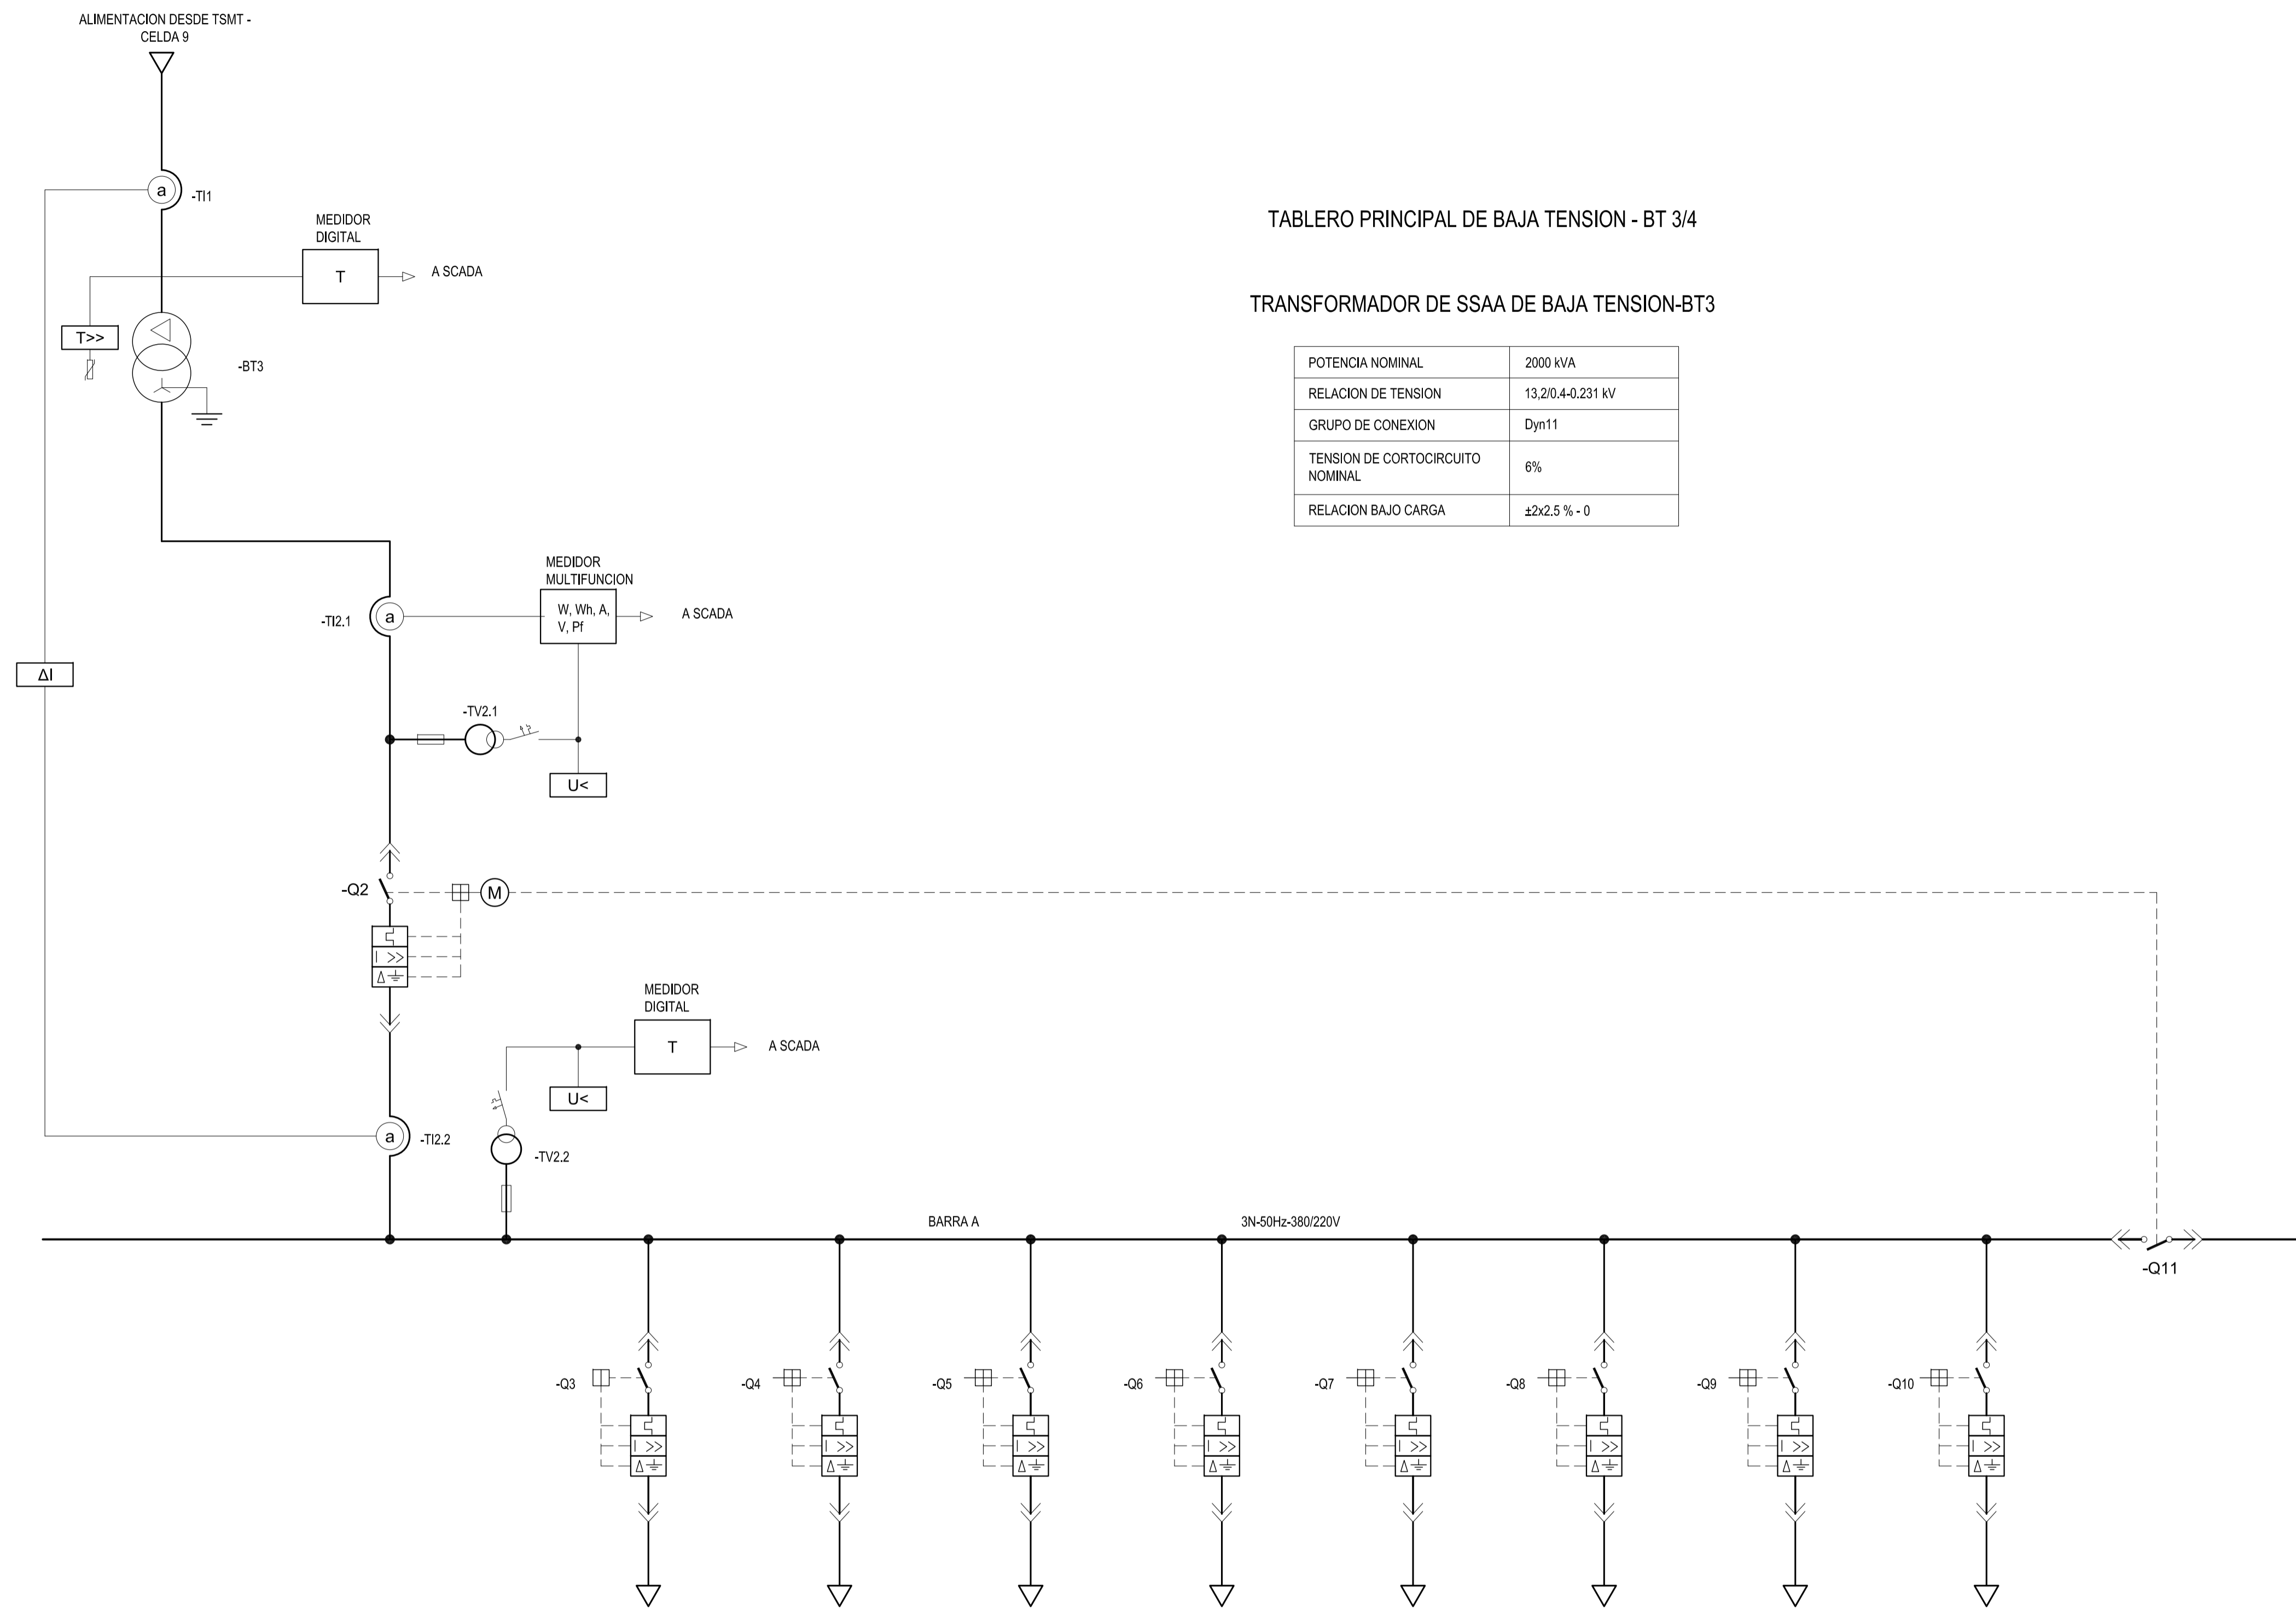 ALIMENTACION DESDE TSMT -
CELDA 9
a
-TI1
MEDIDOR
DIGITAL
T
A SCADA
T>>
-BT3
TABLERO PRINCIPAL DE BAJA TENSION - BT 3/4
TRANSFORMADOR DE SSAA DE BAJA TENSION-BT3
POTENCIA NOMINAL
2000 kVA
RELACION DE TENSION
13,2/0.4-0.231 kV
GRUPO DE CONEXION
Dyn11
TENSION DE CORTOCIRCUITO
NOMINAL
6%
RELACION BAJO CARGA
±2x2.5 % - 0
MEDIDOR
MULTIFUNCION
-TI2.1
a
W, Wh, A,
V, Pf
A SCADA
ΔI
-TV2.1
U<
-Q2
M
I >>
Δ
MEDIDOR
DIGITAL
T
A SCADA
U<
a
-TI2.2
-TV2.2
BARRA A
3N-50Hz-380/220V
-Q11
-Q3
-Q4
-Q5
-Q6
-Q7
-Q8
-Q9
-Q10
I >>
I >>
I >>
I >>
I >>
I >>
I >>
I >>
Δ
Δ
Δ
Δ
Δ
Δ
Δ
Δ